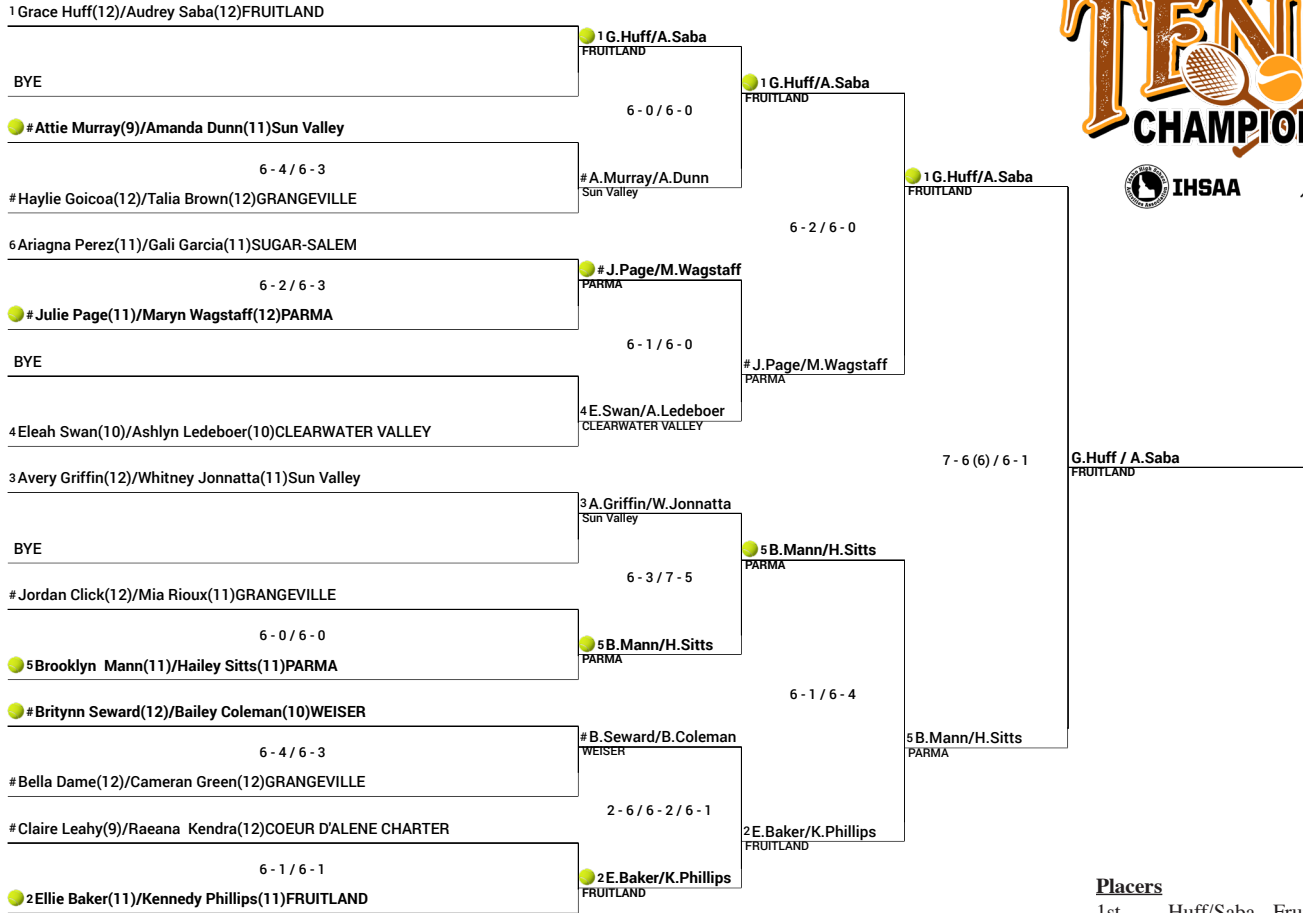 1 Grace Huff(12)/Audrey Saba(12)FRUITLAND
BYE
# Attie Murray(9)/Amanda Dunn(11)Sun Valley
6 - 4 / 6 - 3
# Haylie Goicoa(12)/Talia Brown(12)GRANGEVILLE
6 Ariagna Perez(11)/Gali Garcia(11)SUGAR-SALEM
6 - 2 / 6 - 3
# Julie Page(11)/Maryn Wagstaff(12)PARMA
BYE
4 Eleah Swan(10)/Ashlyn Ledeboer(10)CLEARWATER VALLEY
3 Avery Griffin(12)/Whitney Jonnatta(11)Sun Valley
BYE
# Jordan Click(12)/Mia Rioux(11)GRANGEVILLE
6 - 0 / 6 - 0
5 Brooklyn Mann(11)/Hailey Sitts(11)PARMA
# Britynn Seward(12)/Bailey Coleman(10)WEISER
6 - 4 / 6 - 3
# Bella Dame(12)/Cameran Green(12)GRANGEVILLE
# Claire Leahy(9)/Raeana Kendra(12)COEUR D'ALENE CHARTER
6 - 1 / 6 - 1
2 Ellie Baker(11)/Kennedy Phillips(11)FRUITLAND
1 G.Huff/A.Saba
FRUITLAND
6 - 0 / 6 - 0
# A.Murray/A.Dunn
Sun Valley
# J.Page/M.Wagstaff
PARMA
6 - 1 / 6 - 0
4 E.Swan/A.Ledeboer
CLEARWATER VALLEY
3 A.Griffin/W.Jonnatta
Sun Valley
6 - 3 / 7 - 5
5 B.Mann/H.Sitts
PARMA
# B.Seward/B.Coleman
WEISER
2 - 6 / 6 - 2 / 6 - 1
2 E.Baker/K.Phillips
FRUITLAND
1 G.Huff/A.Saba
FRUITLAND
6 - 2 / 6 - 0
# J.Page/M.Wagstaff
PARMA
5 B.Mann/H.Sitts
PARMA
6 - 1 / 6 - 4
2 E.Baker/K.Phillips
FRUITLAND
1 G.Huff/A.Saba
FRUITLAND
7 - 6 (6) / 6 - 1
5 B.Mann/H.Sitts
PARMA
G.Huff / A.Saba
FRUITLAND
TEN
CHAMPIO
Idaho High School Activities Association
IHSAA
Placers
1st Huff/Saba Fru